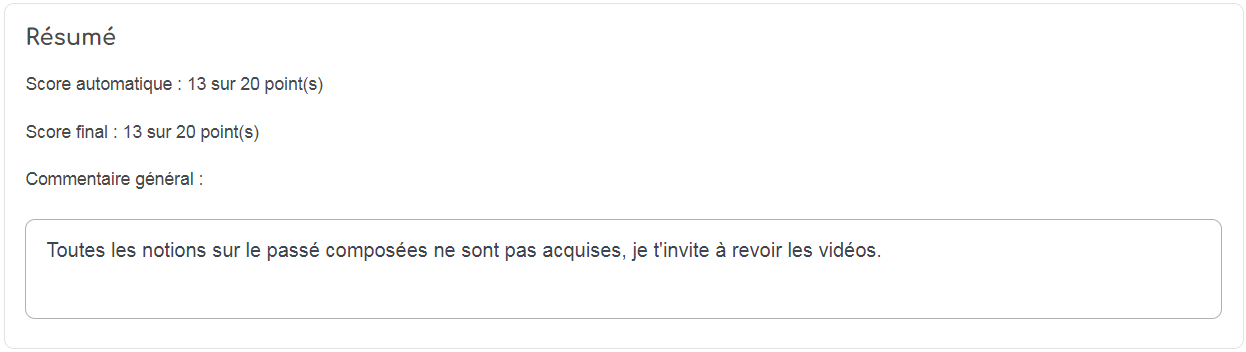 Résumé
Score automatique : 13 sur 20 point(s)
Score final : 13 sur 20 point(s)
Commentaire général :
Toutes les notions sur le passé composées ne sont pas acquises, je t'invite à revoir les vidéos.